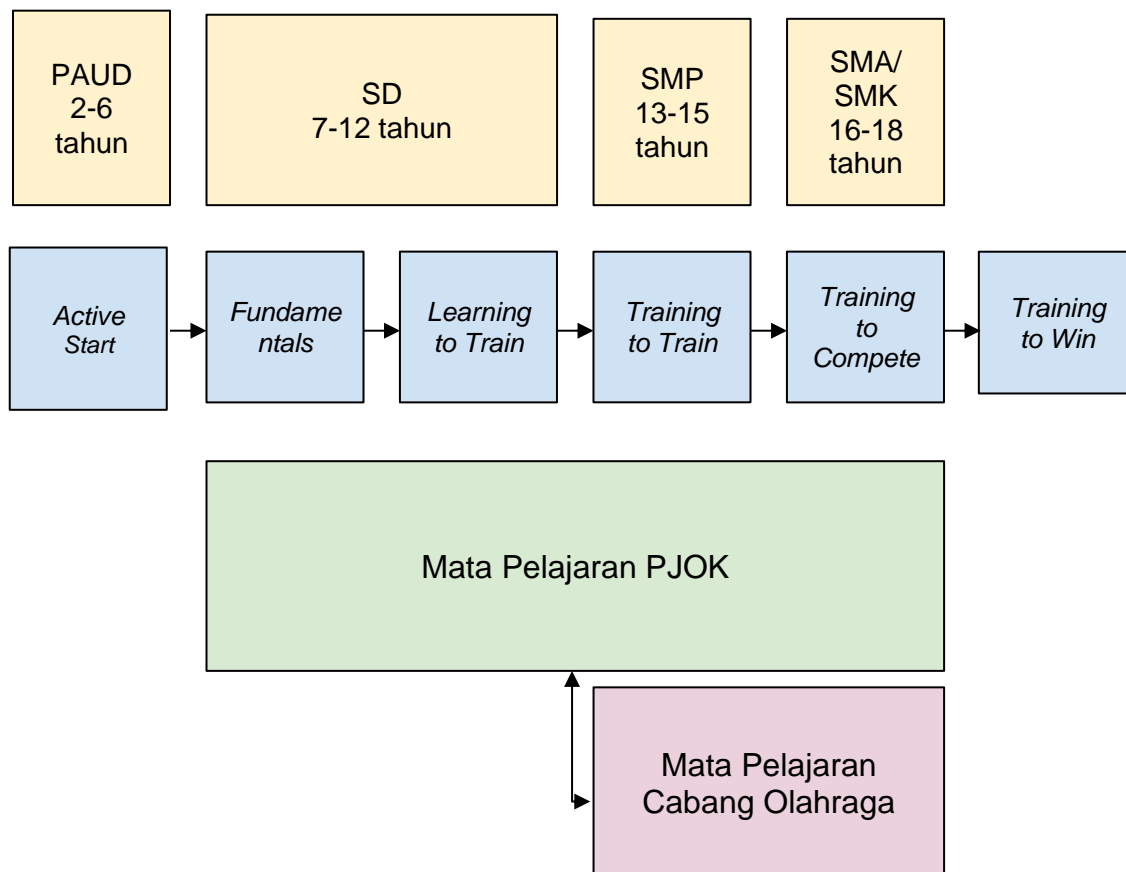 PAUD
2-6
tahun
SD
7-12 tahun
SMP
13-15
tahun
SMA/
SMK
16-18
tahun
Active
Start
Fundame
ntals
Learning
to Train
Training
to Train
Training
to
Compete
Training
to Win
Mata Pelajaran PJOK
Mata Pelajaran
Cabang Olahraga